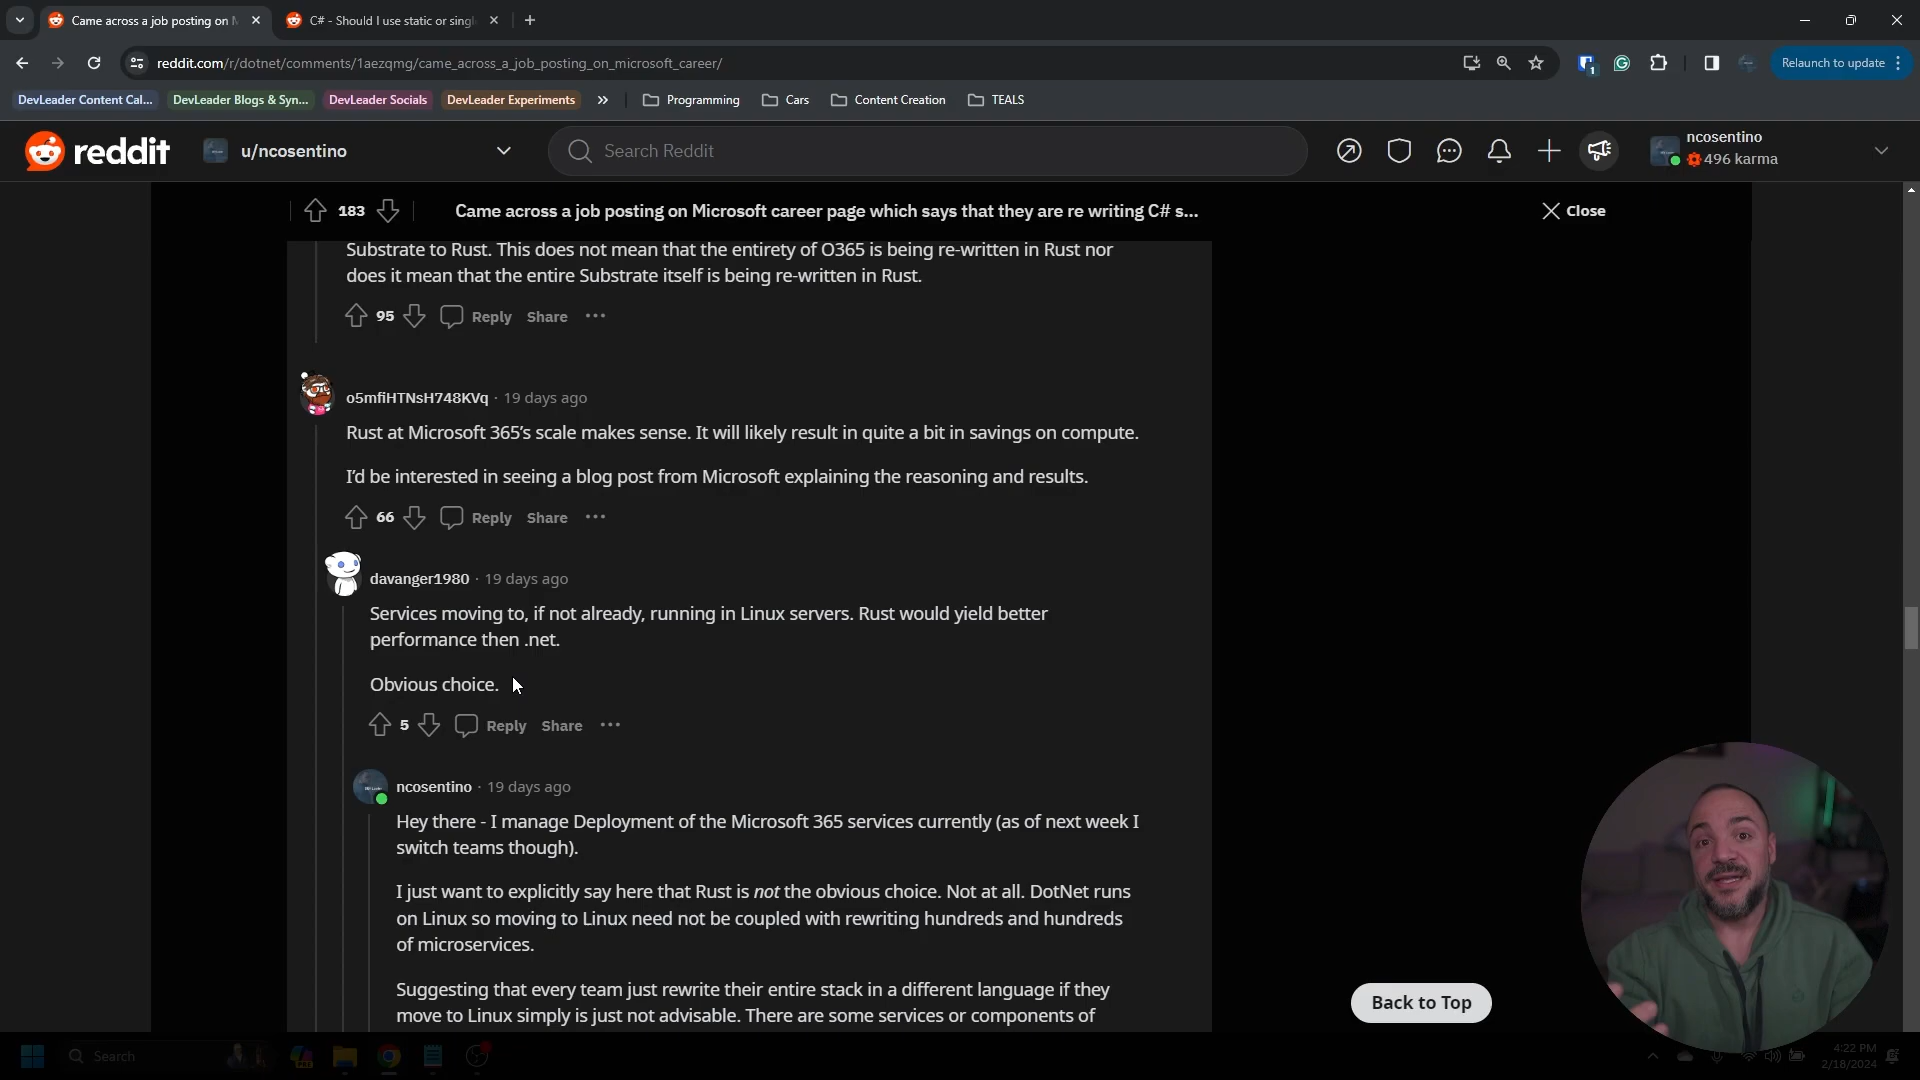 Came across a job posting on M
C# - Should I use static or singl
reddit.com/r/dotnet/comments/1aezqmg/came_across_a_job_posting_on_microsoft_career/
Relaunch to update
DevLeader Content Cal...
DevLeader Blogs & Syn...
DevLeader Socials
DevLeader Experiments
Programming
Cars
Content Creation
TEALS
reddit
u/ncosentino
Search Reddit
ncosentino
496 karma
183
Came across a job posting on Microsoft career page which says that they are re writing C# s...
Close
Substrate to Rust. This does not mean that the entirety of O365 is being re-written in Rust nor
does it mean that the entire Substrate itself is being re-written in Rust.
95 Reply Share
o5mfiHTNsH748KVq · 19 days ago
Rust at Microsoft 365’s scale makes sense. It will likely result in quite a bit in savings on compute.
I’d be interested in seeing a blog post from Microsoft explaining the reasoning and results.
66 Reply Share
davanger1980 · 19 days ago
Services moving to, if not already, running in Linux servers. Rust would yield better
performance then .net.
Obvious choice.
5 Reply Share
ncosentino · 19 days ago
Hey there - I manage Deployment of the Microsoft 365 services currently (as of next week I
switch teams though).
I just want to explicitly say here that Rust is not the obvious choice. Not at all. DotNet runs
on Linux so moving to Linux need not be coupled with rewriting hundreds and hundreds
of microservices.
Suggesting that every team just rewrite their entire stack in a different language if they
move to Linux simply is just not advisable. There are some services or components of
Back to Top
Search
4:22 PM
2/18/2024